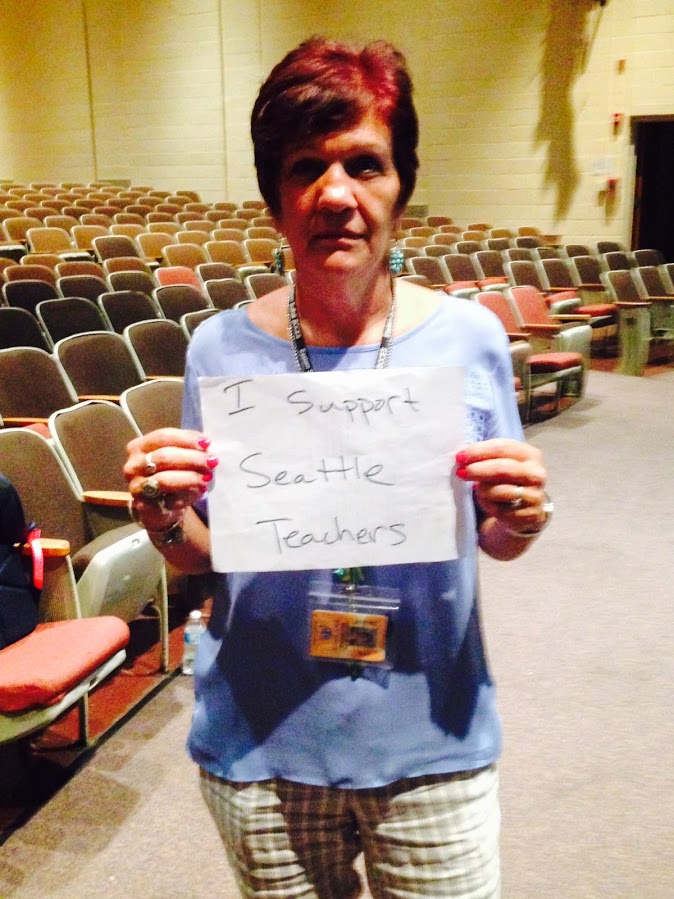 I Support
Seattle
Teachers